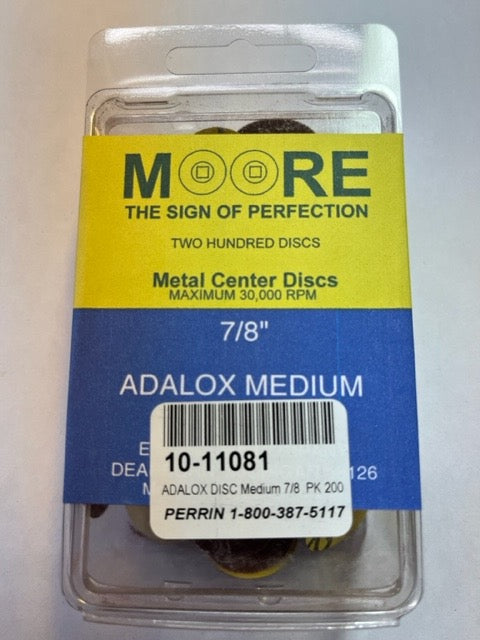 MOORE
THE SIGN OF PERFECTION
TWO HUNDRED DISCS
Metal Center Discs
MAXIMUM 30,000 RPM
7/8"
ADALOX MEDIUM
10-11081
ADALOX DISC Medium 7/8 PK 200
PERRIN 1-800-387-5117